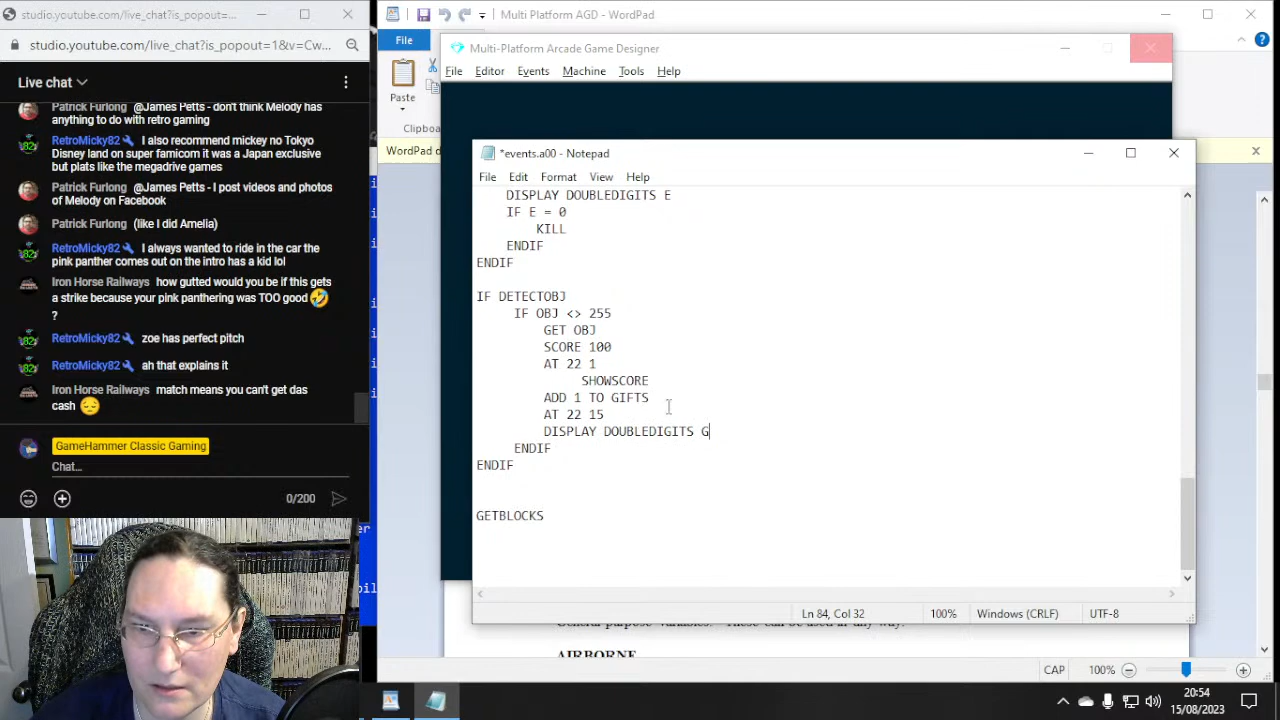 studio.youtube.com/live_chat?is_popout=...
studio.youtube.com/live_chat?is_popout=1&v=Cw...
Live chat
Patrick Furlong @James Petts - don't think Melody has
anything to do with retro gaming
RetroMicky82 I also recommend mickey no Tokyo
Disney land on super famicom it was a Japan exclusive
but plats like the megadrive games
Patrick Furlong @James Petts - I post videos and photos
of Melody on Facebook
Patrick Furlong (like I did Amelia)
RetroMicky82 I always wanted to ride in the car the
pink panther comes out on the intro has a kid lol
Iron Horse Railways how gutted would you be if this gets
a strike because your pink panthering was TOO good 🤣
?
RetroMicky82 zoe has perfect pitch
RetroMicky82 ah that explains it
Iron Horse Railways match means you can't get das
cash 😔
GameHammer Classic Gaming
Chat...
0/200
Multi Platform AGD - WordPad
File
Paste
Clipboa
WordPad d
Multi-Platform Arcade Game Designer
File Editor Events Machine Tools Help
*events.a00 - Notepad
File Edit Format View Help
DISPLAY DOUBLEDIGITS E
IF E = 0
KILL
ENDIF
ENDIF
IF DETECTOBJ
IF OBJ <> 255
GET OBJ
SCORE 100
AT 22 1
SHOWSCORE
ADD 1 TO GIFTS
AT 22 15
DISPLAY DOUBLEDIGITS G
ENDIF
ENDIF
GETBLOCKS
Ln 84, Col 32
100%
Windows (CRLF)
UTF-8
General-purpose variables. These can be used in any way.
AIRBORNE
CAP
100%
20:54
15/08/2023